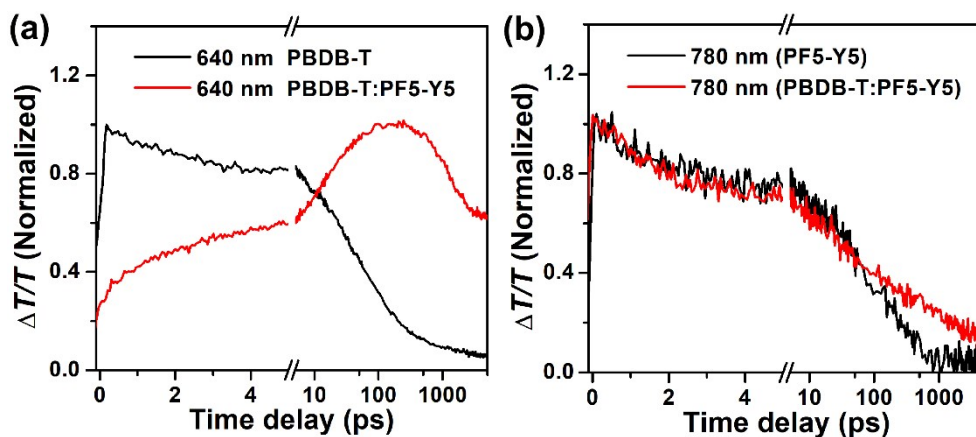 (a)
640 nm PBDB-T
640 nm PBDB-T:PF5-Y5
1.2
0.8
0.4
0.0
ΔT/T (Normalized)
0 2 4 10 100 1000
Time delay (ps)
(b)
780 nm (PF5-Y5)
780 nm (PBDB-T:PF5-Y5)
1.2
0.8
0.4
0.0
ΔT/T (Normalized)
0 2 4 10 100 1000
Time delay (ps)